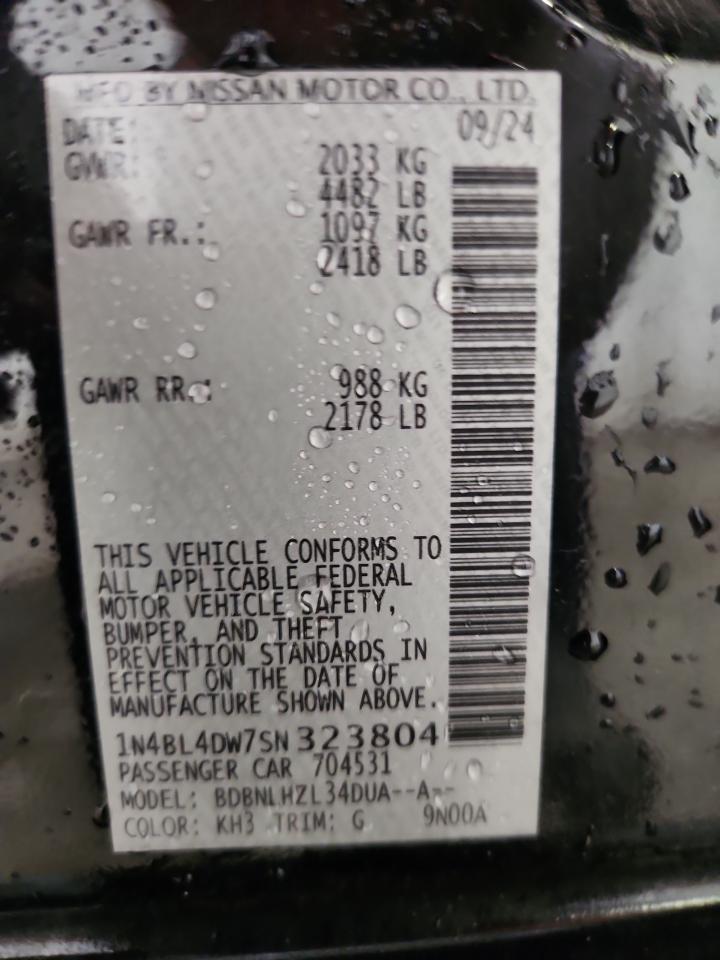 MFD BY NISSAN MOTOR CO., LTD.
DATE: 09/24
GVWR: 2033 KG
4482 LB
GAWR FR.: 1097 KG
2418 LB
GAWR RR.: 988 KG
2178 LB
THIS VEHICLE CONFORMS TO
ALL APPLICABLE FEDERAL
MOTOR VEHICLE SAFETY,
BUMPER, AND THEFT
PREVENTION STANDARDS IN
EFFECT ON THE DATE OF
MANUFACTURE SHOWN ABOVE.
1N4BL4DW7SN323804
PASSENGER CAR 704531
MODEL: BDBNLHZL34DUA--A--
COLOR: KH3 TRIM: G 9N00A